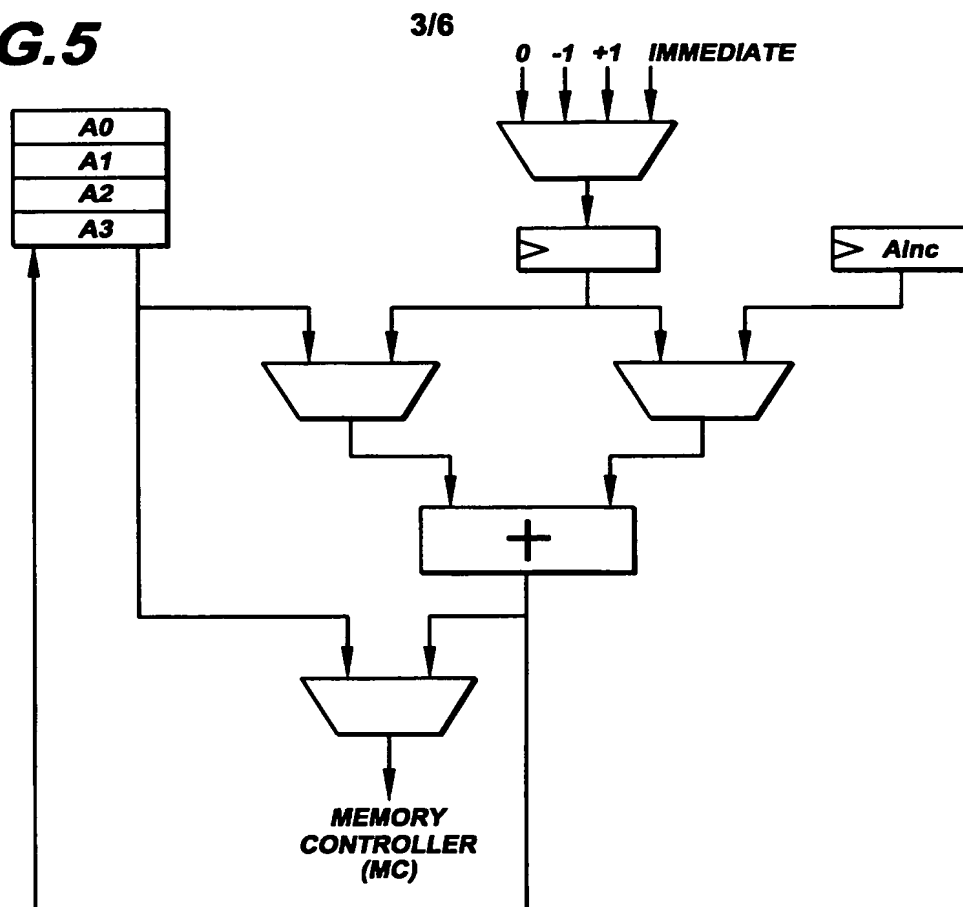 G.5
3/6
0 -1 +1 IMMEDIATE
A0
A1
A2
A3
AInc
+
MEMORY
CONTROLLER
(MC)